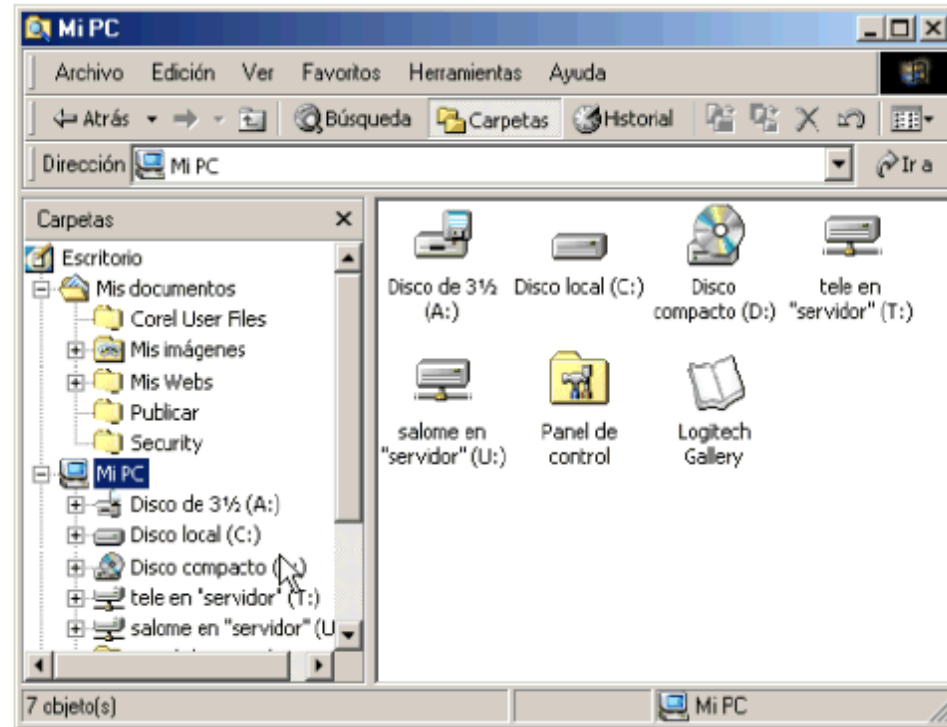 Mi PC
Archivo Edición Ver Favoritos Herramientas Ayuda
Atrás Búsqueda Carpetas Historial
Dirección Mi PC Ir a
Carpetas
Escritorio
Mis documentos
Corel User Files
Mis imágenes
Mis Webs
Publicar
Security
Mi PC
Disco de 3½ (A:)
Disco local (C:)
Disco compacto
tele en "servidor" (T:)
salome en "servidor" (U
Disco de 3½
(A:)
Disco local (C:)
Disco
compacto (D:)
tele en
"servidor" (T:)
salome en
"servidor" (U:)
Panel de
control
Logitech
Gallery
7 objeto(s)
Mi PC